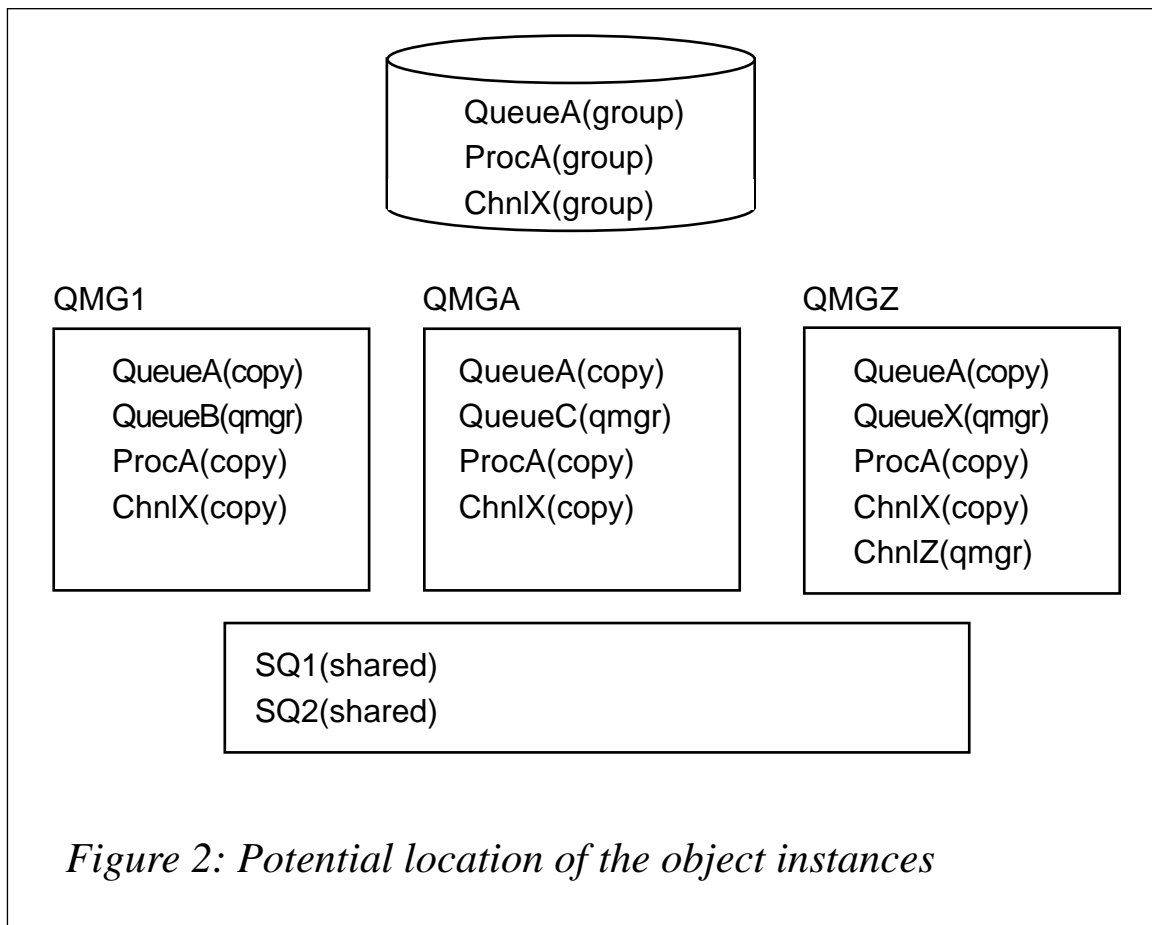 QueueA(group)
ProcA(group)
ChnlX(group)
QMG1
QueueA(copy)
QueueB(qmgr)
ProcA(copy)
ChnlX(copy)
QMGA
QueueA(copy)
QueueC(qmgr)
ProcA(copy)
ChnlX(copy)
QMGZ
QueueA(copy)
QueueX(qmgr)
ProcA(copy)
ChnlX(copy)
ChnlZ(qmgr)
SQ1(shared)
SQ2(shared)
Figure 2: Potential location of the object instances